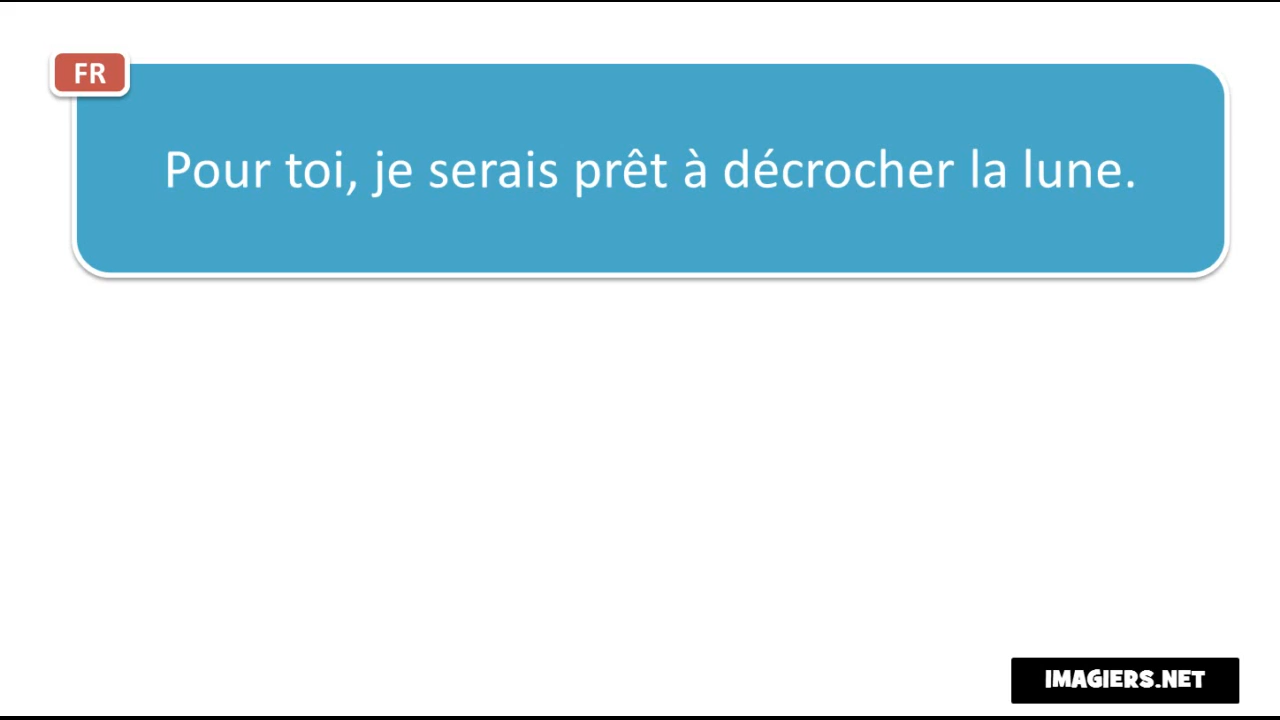 FR
Pour toi, je serais prêt à décrocher la lune.
IMAGIERS.NET